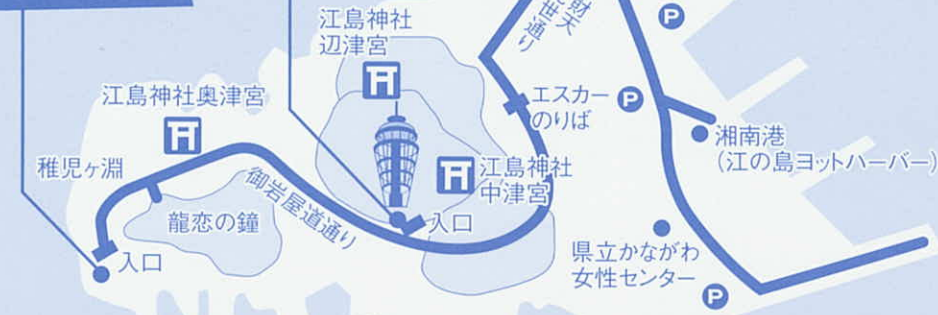 江島神社
辺津宮
財天
世通り
P
江島神社奥津宮
エスカー
のりば
P
湘南港
(江の島ヨットハーバー)
稚児ヶ淵
江島神社
中津宮
御岩屋道通り
龍恋の鐘
入口
入口
県立かながわ
女性センター
P